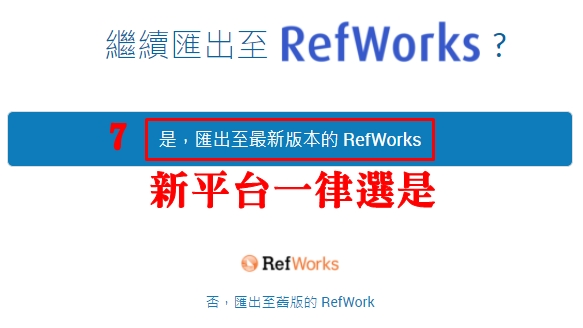 繼續匯出至 RefWorks?
7 是，匯出至最新版本的 RefWorks
新平台一律選是
RefWorks
否，匯出至舊版的 RefWork